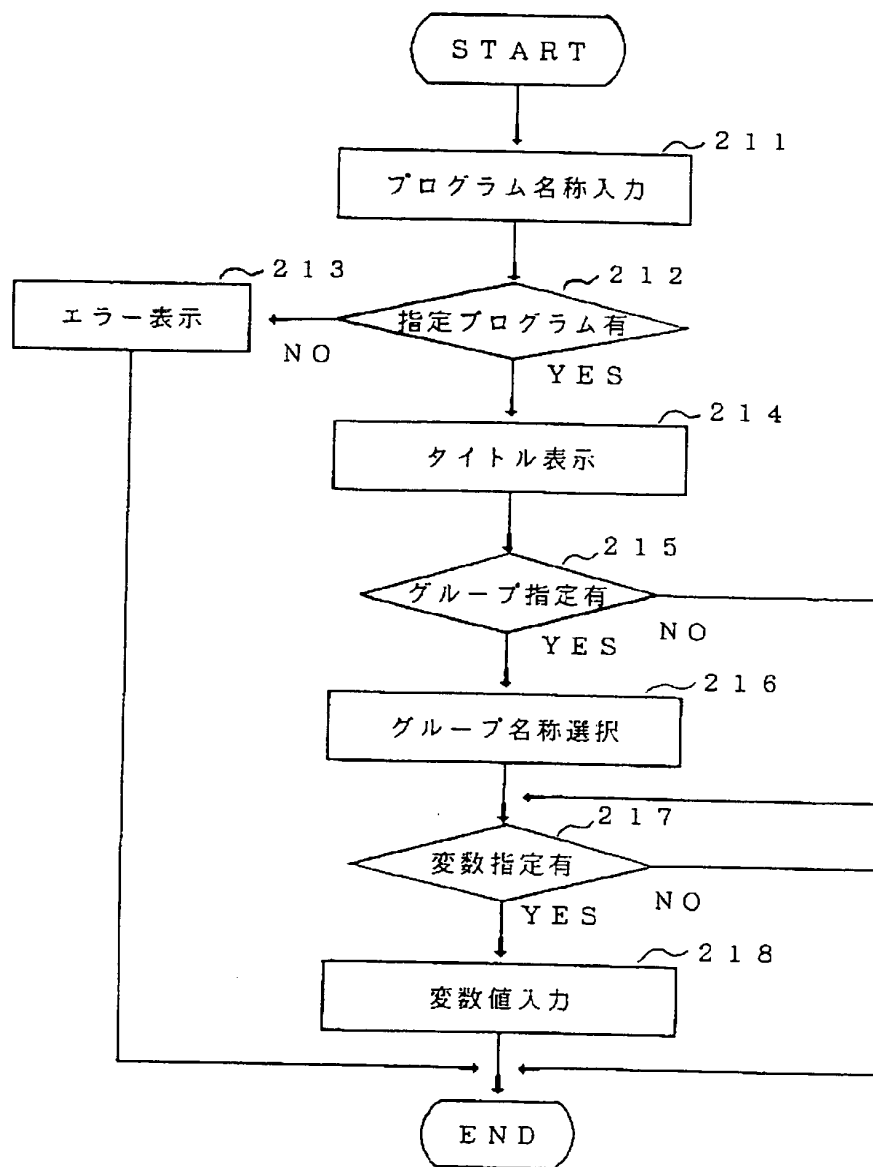 START
211
プログラム名称入力
212
213
指定プログラム有
エラー表示
NO
YES
214
タイトル表示
215
グループ指定有
YES
NO
216
グループ名称選択
217
変数指定有
YES
NO
218
変数値入力
END